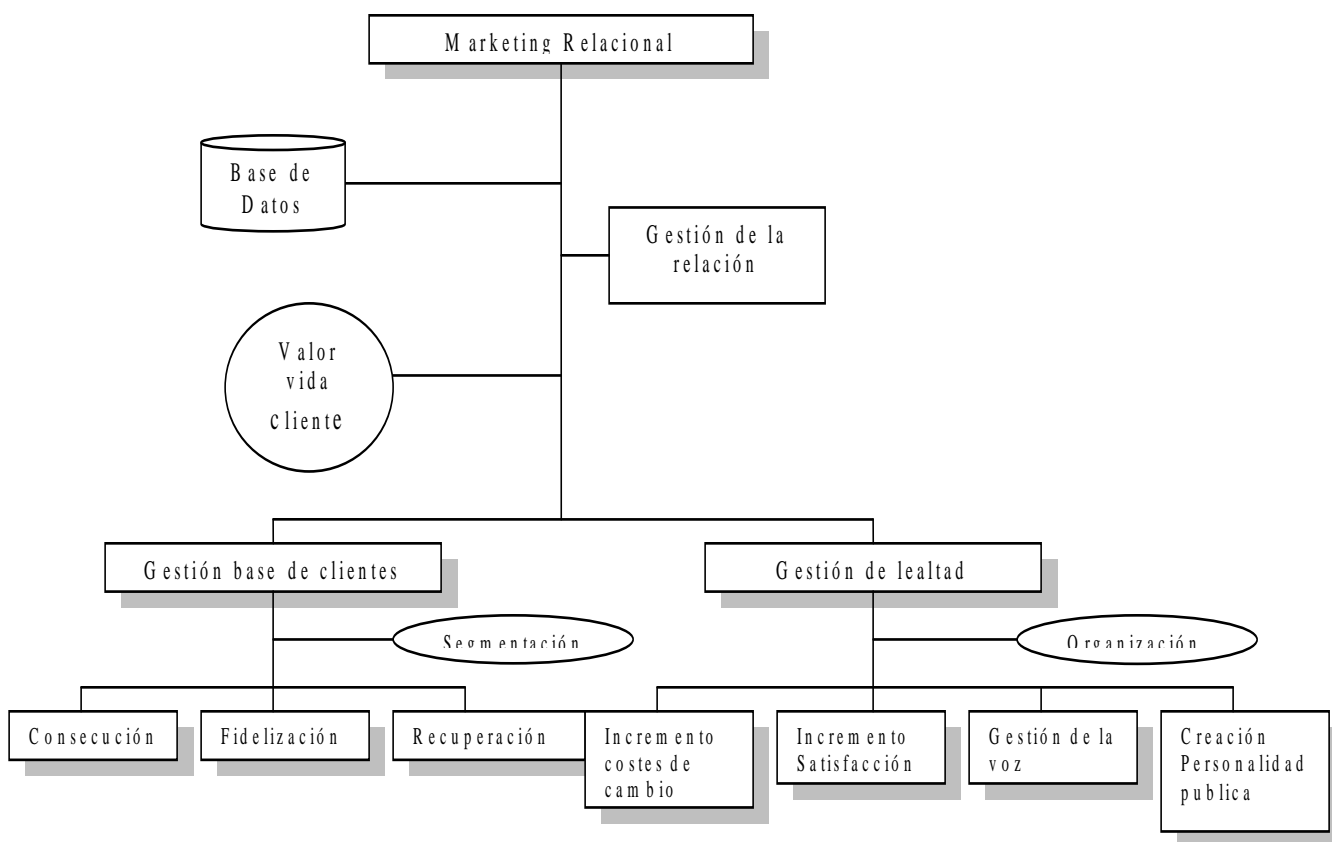 Marketing Relacional
Base de
Datos
Gestión de la
relación
Valor
vida
cliente
Gestión base de clientes
Gestión de lealtad
Segmentación
Organización
Consecución
Fidelización
Recuperación
Incremento
costes de
cambio
Incremento
Satisfacción
Gestión de la
voz
Creación
Personalidad
publica